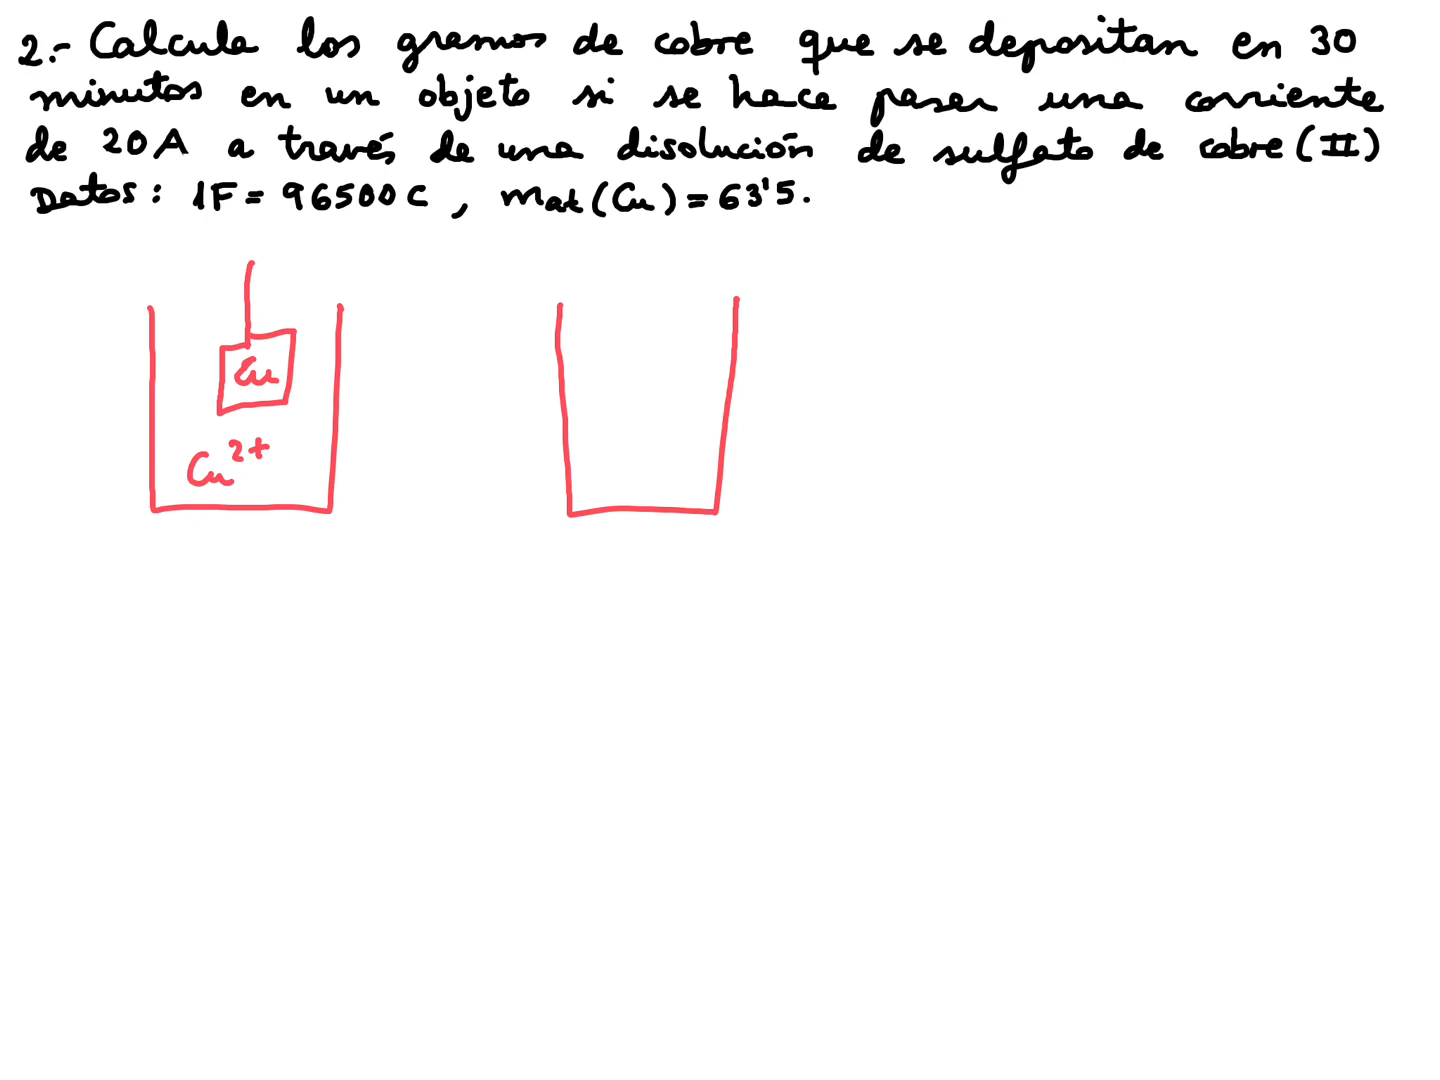 2.- Calcula los gramos de cobre que se depositan en 30
minutos en un objeto si se hace pasar una corriente
de 20A a través de una disolución de sulfato de cobre (II)
Datos: 1F = 96500 C, mat (Cu) = 63'5.
Cu
Cu²⁺